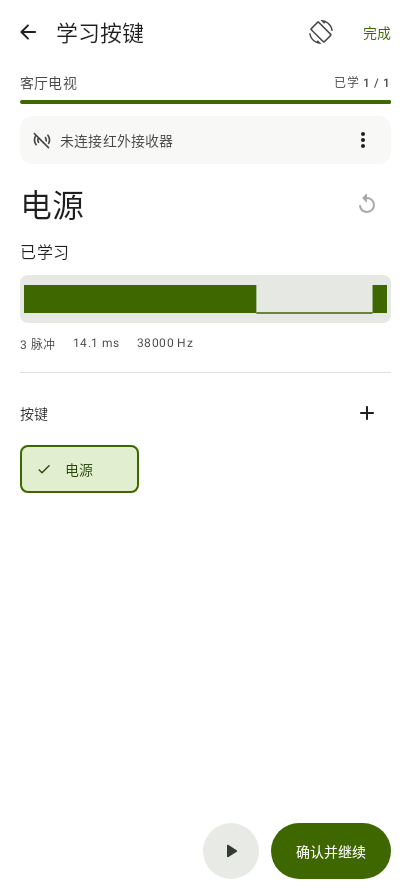 学习按键
完成
客厅电视
已学 1 / 1
未连接红外接收器
电源
已学习
3 脉冲 14.1 ms 38000 Hz
按键
电源
确认并继续